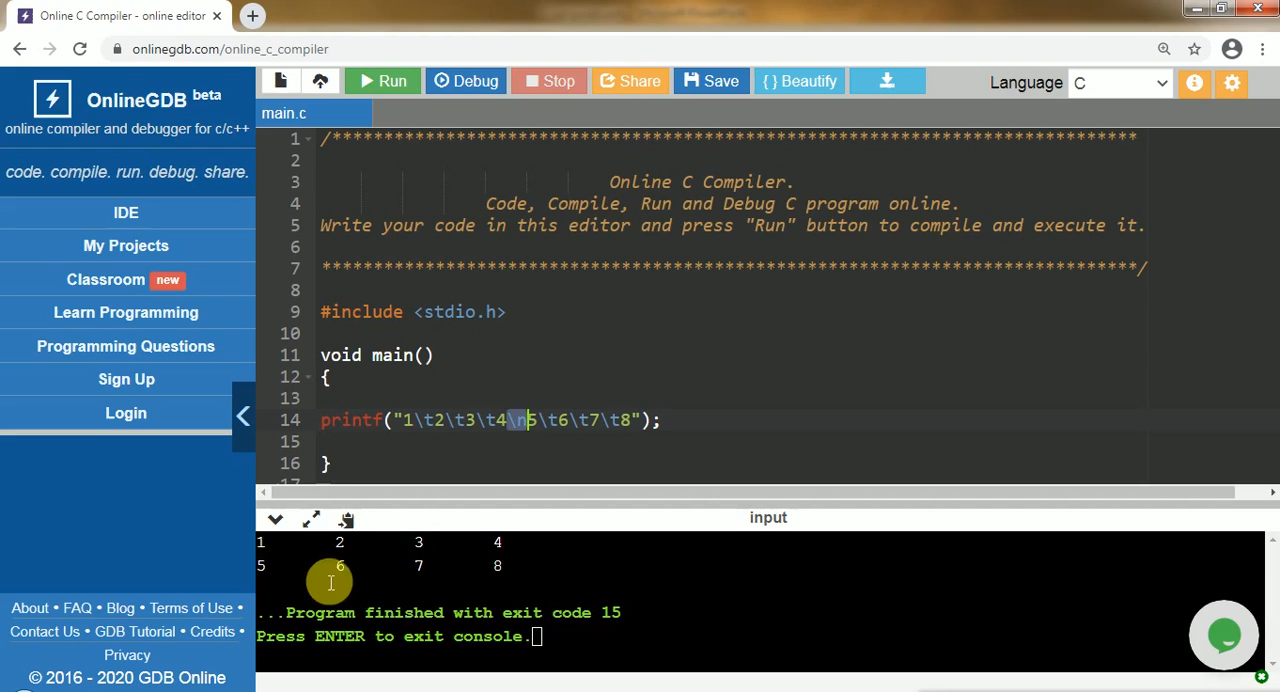 Online C Compiler - online editor
onlinegdb.com/online_c_compiler
OnlineGDB beta
online compiler and debugger for c/c++
code. compile. run. debug. share.
IDE
My Projects
Classroom new
Learn Programming
Programming Questions
Sign Up
Login
About • FAQ • Blog • Terms of Use •
Contact Us • GDB Tutorial • Credits •
Privacy
© 2016 - 2020 GDB Online
Run Debug Stop Share Save { } Beautify Language C
main.c
1 /******************************************************************************
2
3 Online C Compiler.
4 Code, Compile, Run and Debug C program online.
5 Write your code in this editor and press "Run" button to compile and execute it.
6
7 *******************************************************************************/
8
9 #include <stdio.h>
10
11 void main()
12 {
13
14 printf("1\t2\t3\t4\n5\t6\t7\t8");
15
16 }
17
input
1 2 3 4
5 6 7 8
...Program finished with exit code 15
Press ENTER to exit console.